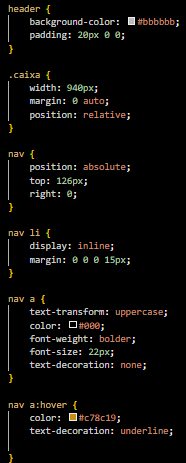 header {
    background-color: #bbbbbb;
    padding: 20px 0 0;
}

.caixa {
    width: 940px;
    margin: 0 auto;
    position: relative;
}

nav {
    position: absolute;
    top: 126px;
    right: 0;
}

nav li {
    display: inline;
    margin: 0 0 0 15px;
}

nav a {
    text-transform: uppercase;
    color: #000;
    font-weight: bolder;
    font-size: 22px;
    text-decoration: none;
}

nav a:hover {
    color: #c78c19;
    text-decoration: underline;
}